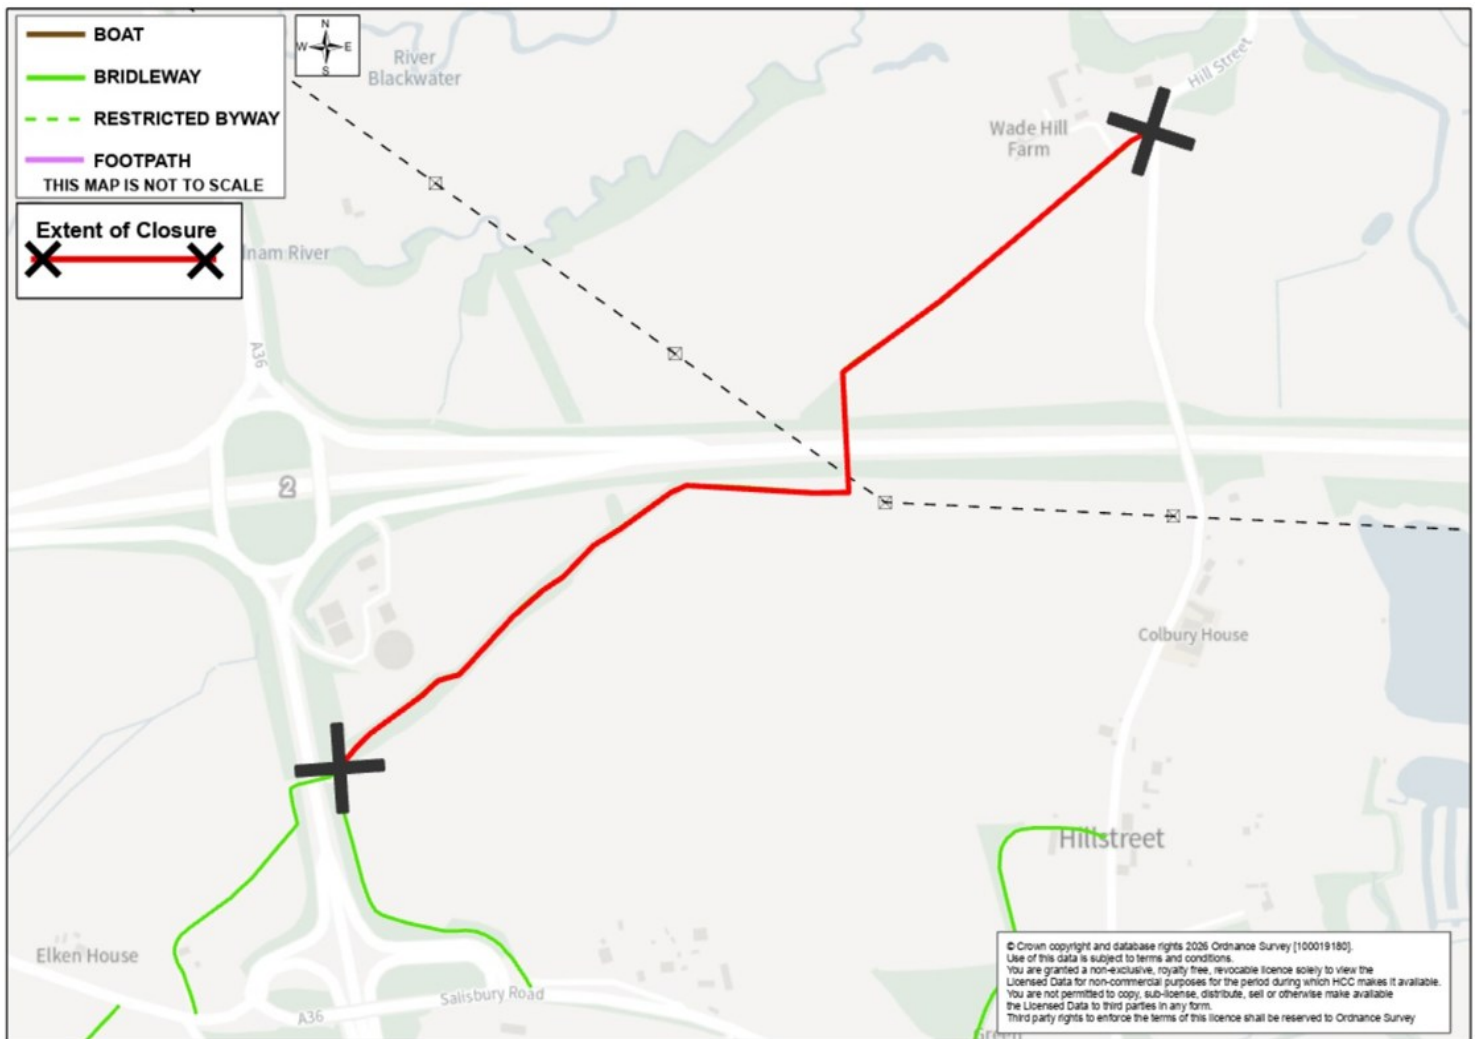 BOAT
BRIDLEWAY
RESTRICTED BYWAY
FOOTPATH
THIS MAP IS NOT TO SCALE
N
W E
S
Extent of Closure
River
Blackwater
Hill Street
Wade Hill
Farm
River
A36
2
Colbury House
Hillstreet
Elken House
Salisbury Road
A36
Green
© Crown copyright and database rights 2026 Ordnance Survey [100019180].
Use of this data is subject to terms and conditions.
You are granted a non-exclusive, royalty free, revocable licence solely to view the
Licensed Data for non-commercial purposes for the period during which HCC makes it available.
You are not permitted to copy, sub-license, distribute, sell or otherwise make available
the Licensed Data to third parties in any form.
Third party rights to enforce the terms of this licence shall be reserved to Ordnance Survey